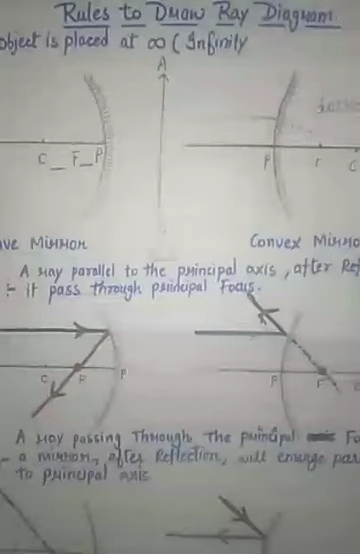 Rules to Draw Ray Diagram
object is placed at ∞ (Infinity
A
C F P
P F C
ave Mirror Convex Mirro
A ray parallel to the principal axis, after Ref
:- it pass through principal Focus.
C F P
P F
A ray passing Through The principal Fo
- a mirror, after Reflection, will emerge par
to principal axis